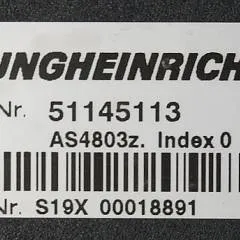 UNGHEINRICH
Nr. 51145113
AS4803z. Index 0
Nr. S19X 00018891